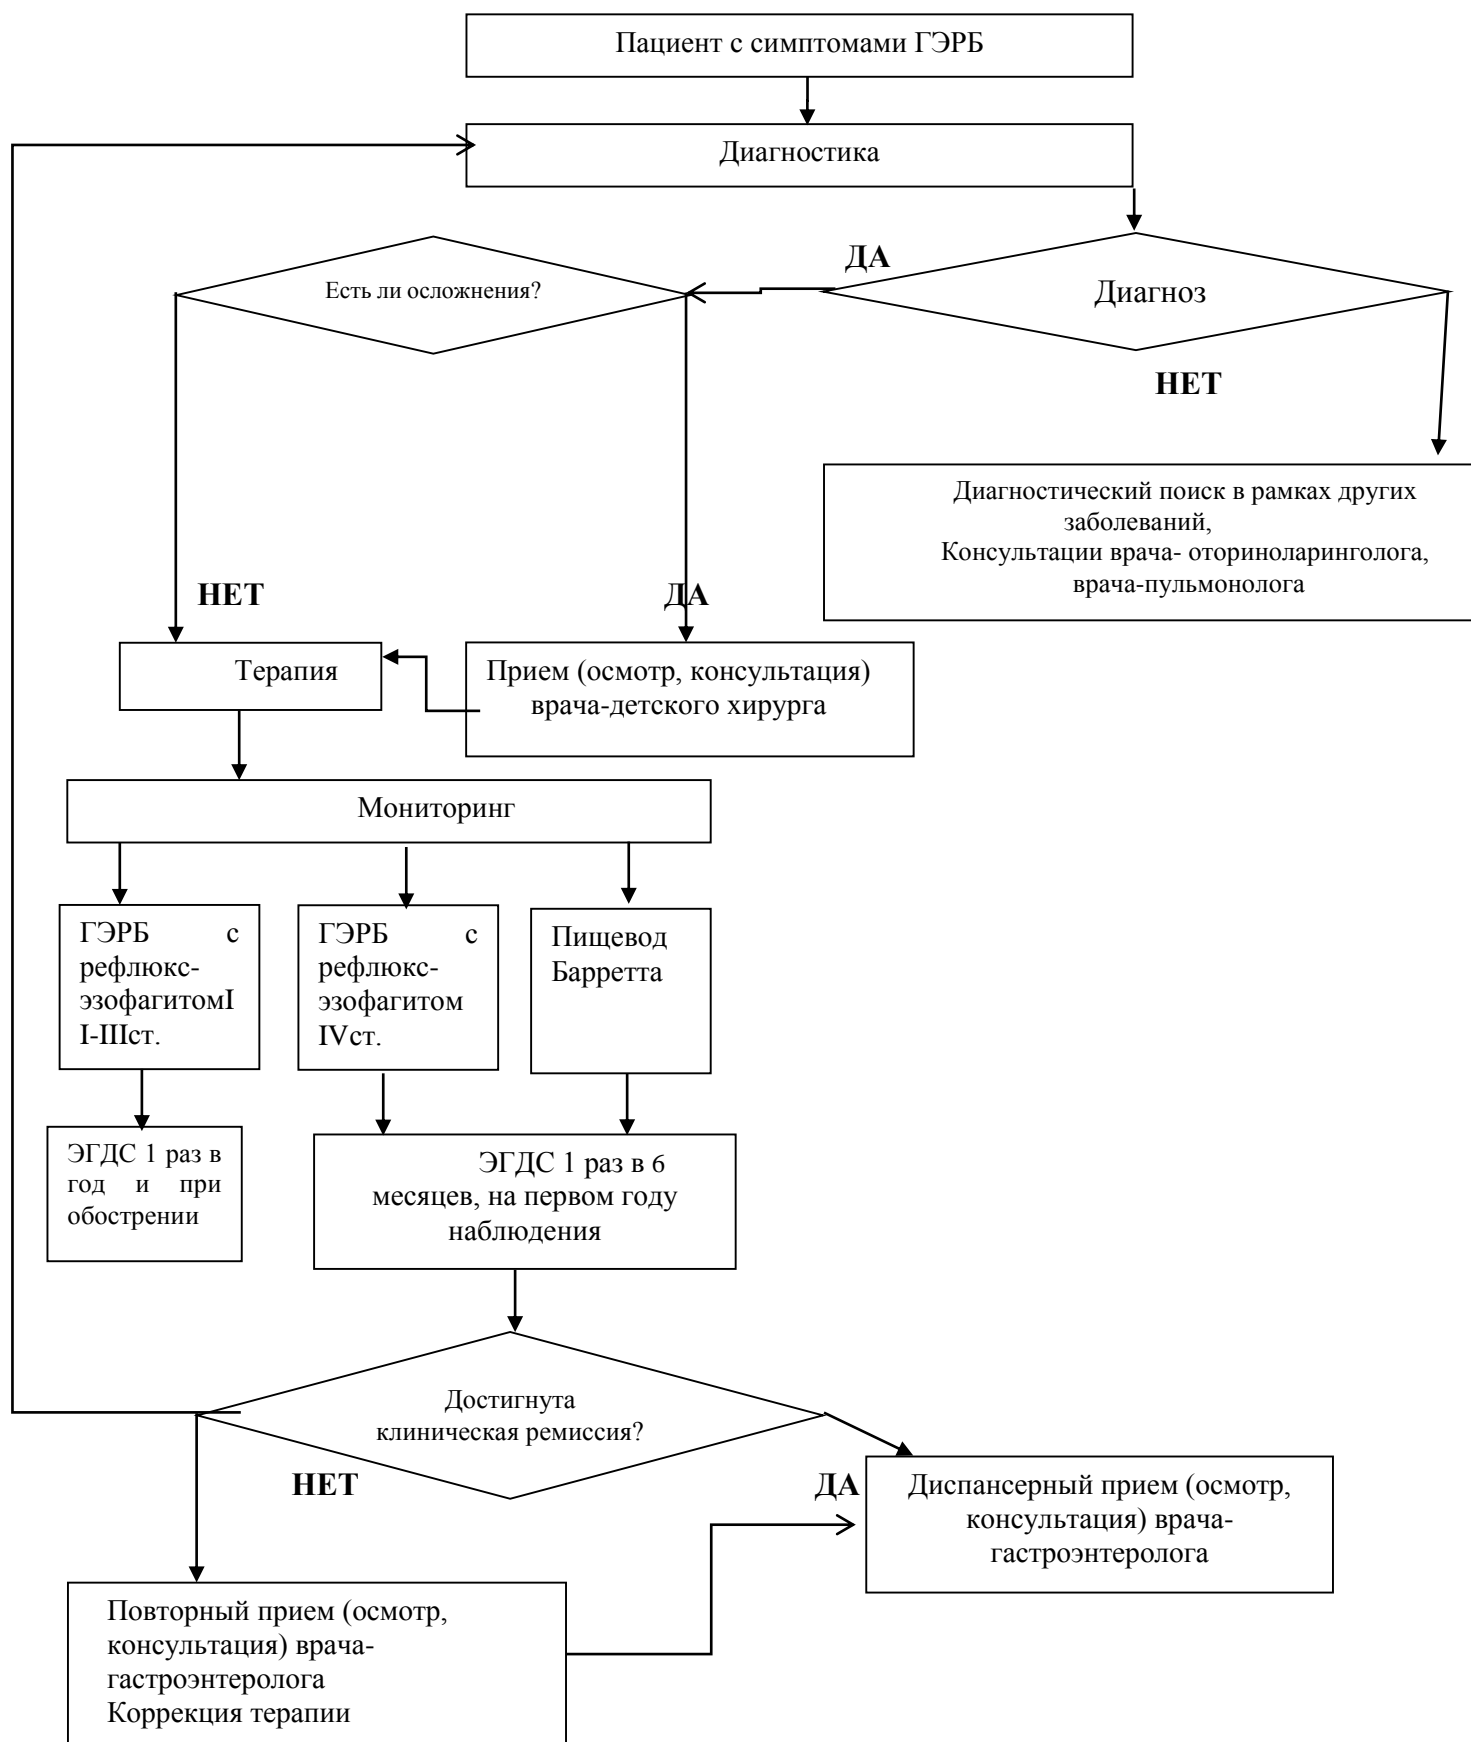 Пациент с симптомами ГЭРБ
Диагностика
ДА
Есть ли осложнения?
Диагноз
НЕТ
Диагностический поиск в рамках других
заболеваний,
Консультации врача- оториноларинголога,
врача-пульмонолога
НЕТ
ДА
Терапия
Прием (осмотр, консультация)
врача-детского хирурга
Мониторинг
ГЭРБ с
рефлюкс-
эзофагитомI
I-IIIст.
ГЭРБ с
рефлюкс-
эзофагитом
IVст.
Пищевод
Барретта
ЭГДС 1 раз в
год и при
обострении
ЭГДС 1 раз в 6
месяцев, на первом году
наблюдения
Достигнута
клиническая ремиссия?
НЕТ
ДА
Диспансерный прием (осмотр,
консультация) врача-
гастроэнтеролога
Повторный прием (осмотр,
консультация) врача-
гастроэнтеролога
Коррекция терапии